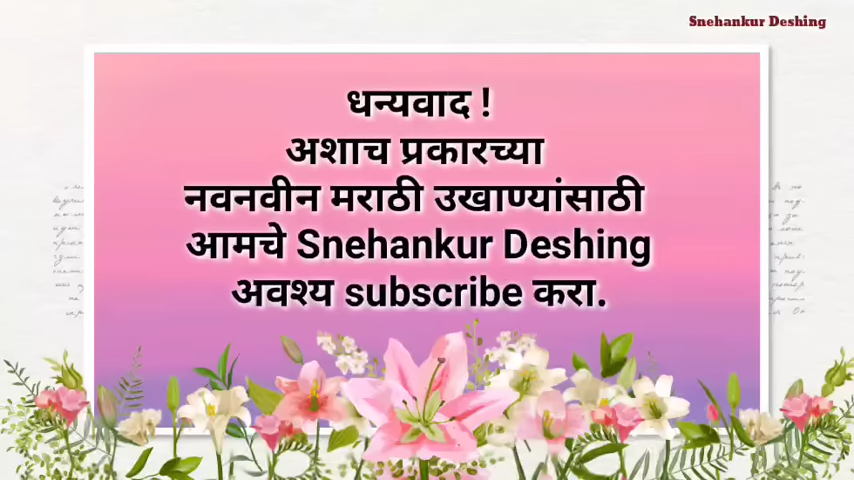 Snehankur Deshing
धन्यवाद !
अशाच प्रकारच्या
नवनवीन मराठी उखाण्यांसाठी
आमचे Snehankur Deshing
अवश्य subscribe करा.